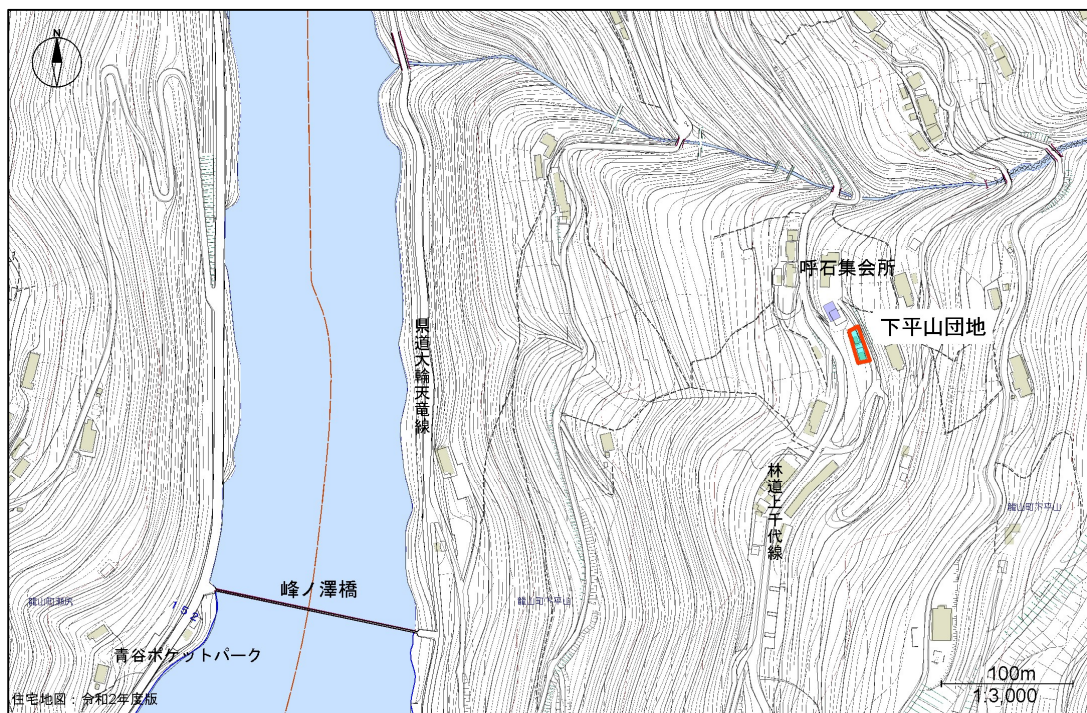 N
呼石集会所
下平山団地
県道大輪天竜線
林道上千代線
龍山町下平山
峰ノ澤橋
龍山町瀬尻
152
龍山町下平山
青谷ポケットパーク
100m
1:3,000
住宅地図：令和2年度版